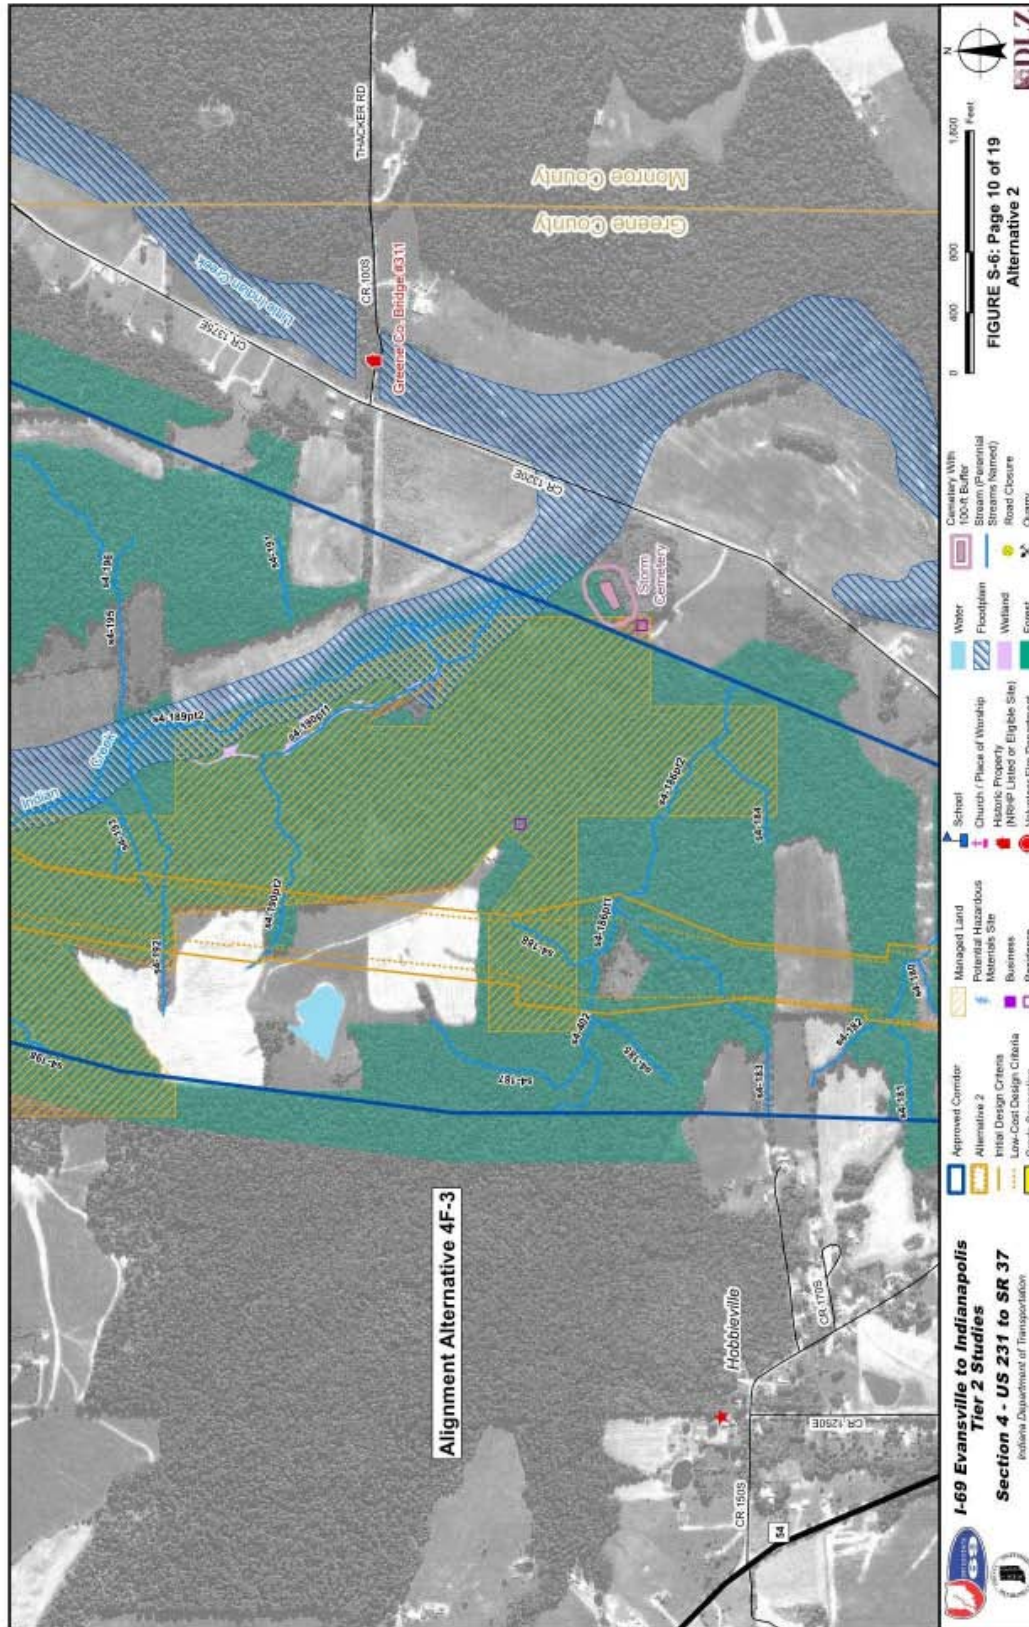 THACKER RD
Monroe County
Greene County
Little Indian Creek
CR 1375E
CR 100S
Greene Co. Bridge #311
CR 1320E
Storm
Cemetery
Indian
Creek
s4-196
s4-195
s4-191
s4-189pt2
s4-190pt1
s4-193
s4-190pt2
s4-192
s4-198
s4-186pt2
s4-184
s4-188
s4-186pt1
s4-402
s4-187
s4-185
s4-183
s4-182
s4-180
s4-181
Alignment Alternative 4F-3
Hobbieville
CR 170S
CR 150S
CR 1250E
54
69
I-69 Evansville to Indianapolis
Tier 2 Studies
Section 4 - US 231 to SR 37
Indiana Department of Transportation
Approved Corridor
Alternative 2
Initial Design Criteria
Low-Cost Design Criteria
Managed Land
Potential Hazardous
Materials Site
Business
School
Church / Place of Worship
Historic Property
(NRHP Listed or Eligible Site)
Water
Floodplain
Wetland
Forest
Cemetery With
100-ft Buffer
Stream (Perennial
Streams Named)
Road Closure
0 400 800 1,600
Feet
FIGURE S-6: Page 10 of 19
Alternative 2
N
DLZ